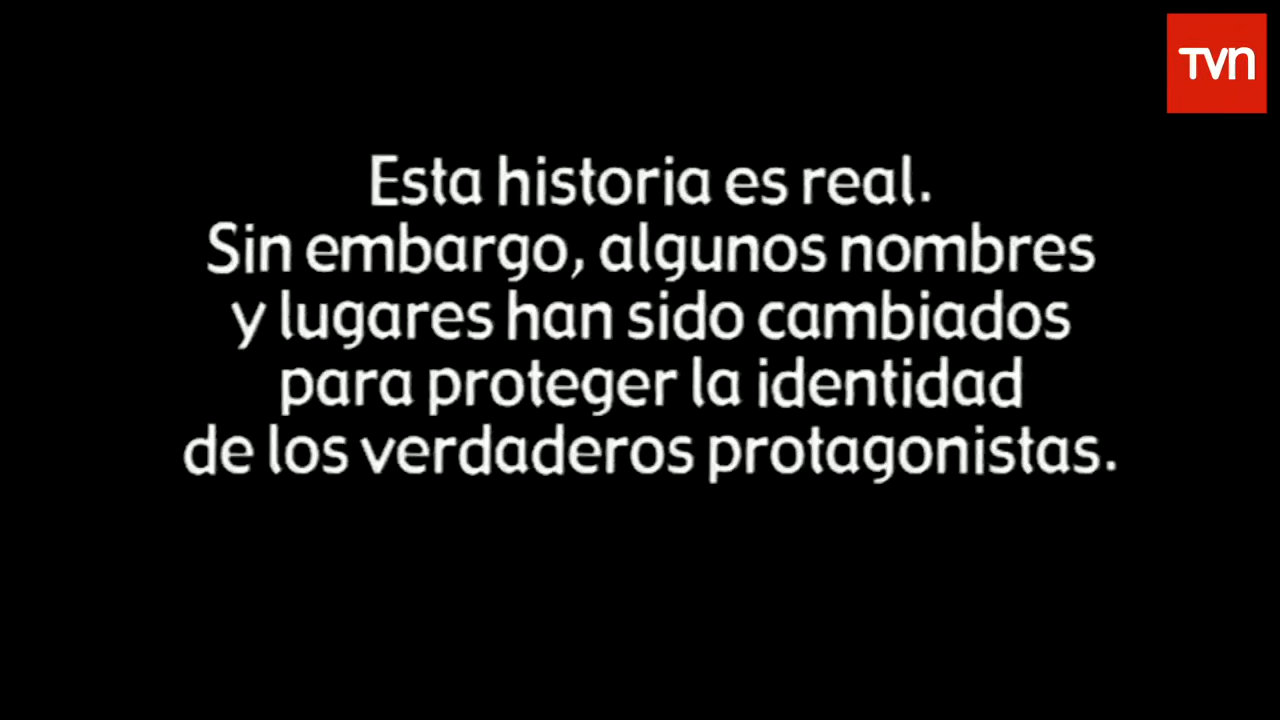 TVN
Esta historia es real.
Sin embargo, algunos nombres
y lugares han sido cambiados
para proteger la identidad
de los verdaderos protagonistas.